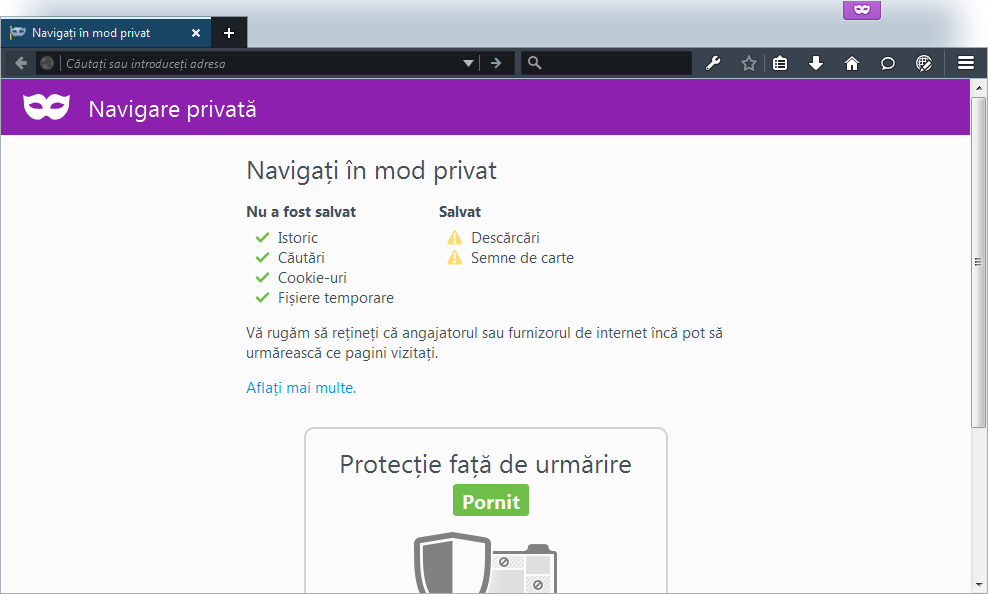 Navigați în mod privat
Căutați sau introduceți adresa
Navigare privată
Navigați în mod privat
Nu a fost salvat
Salvat
Istoric
Descărcări
Căutări
Semne de carte
Cookie-uri
Fișiere temporare
Vă rugăm să rețineți că angajatorul sau furnizorul de internet încă pot să
urmărească ce pagini vizitați.
Aflați mai multe.
Protecție față de urmărire
Pornit